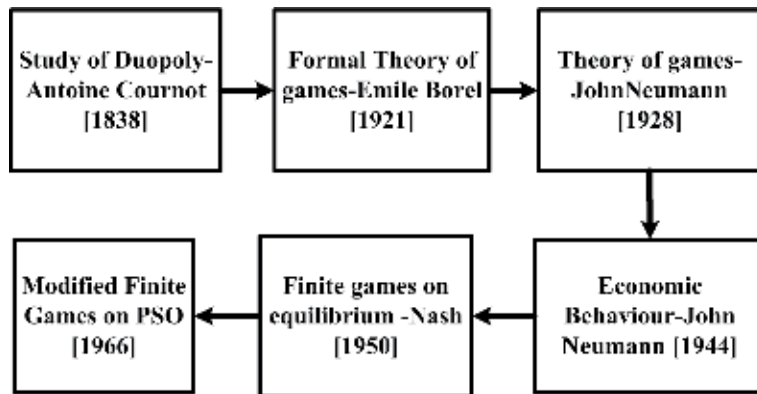 Study of Duopoly-
Antoine Cournot
[1838]
Formal Theory of
games-Emile Borel
[1921]
Theory of games-
JohnNeumann
[1928]
Economic
Behaviour-John
Neumann [1944]
Finite games on
equilibrium -Nash
[1950]
Modified Finite
Games on PSO
[1966]